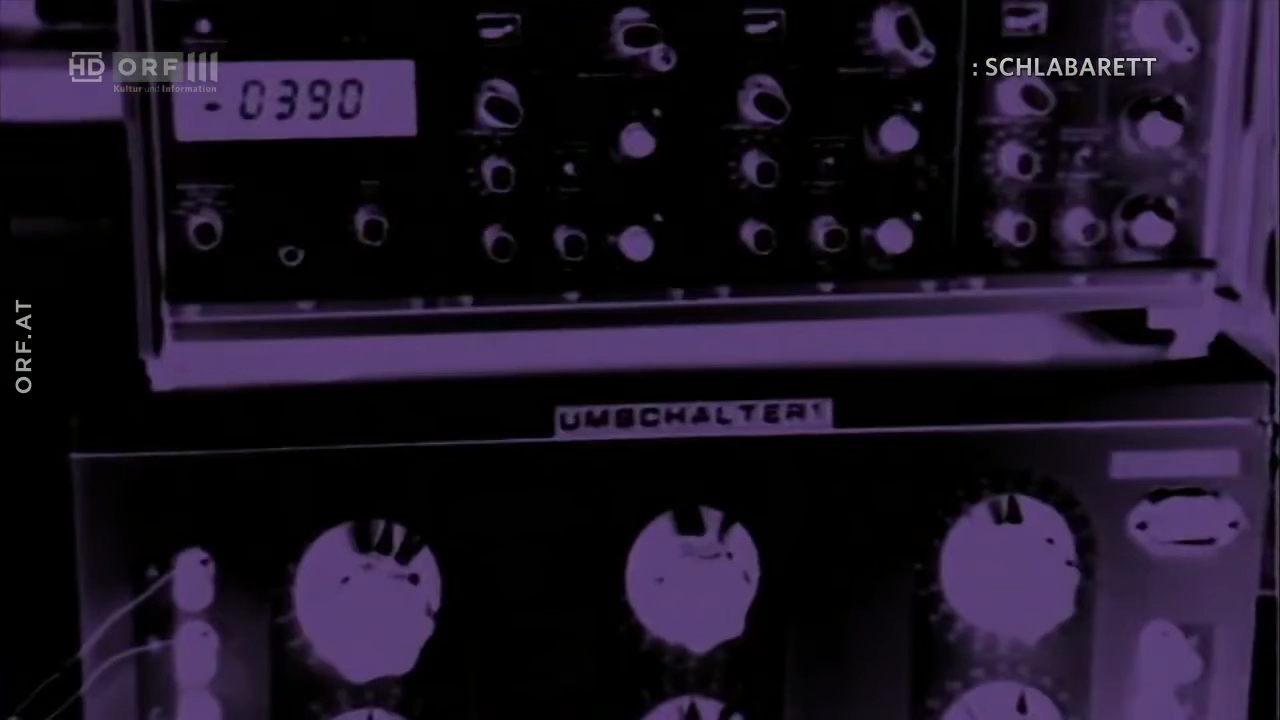 HD ORF III
Kultur und Information
: SCHLABARETT
-0390
ORF.AT
UMSCHALTER 1